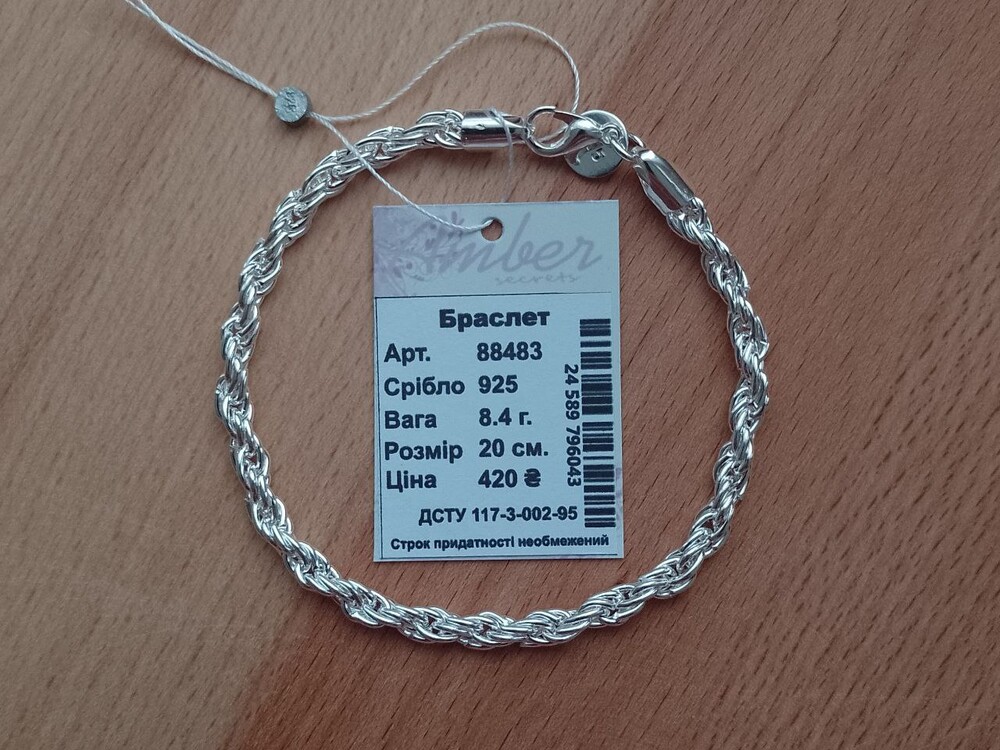 Amber
secrets
Браслет
Арт. 88483
Срібло 925
Вага 8.4 г.
Розмір 20 см.
Ціна 420 ₴
ДСТУ 117-3-002-95
Строк придатності необмежений
24 589 796043